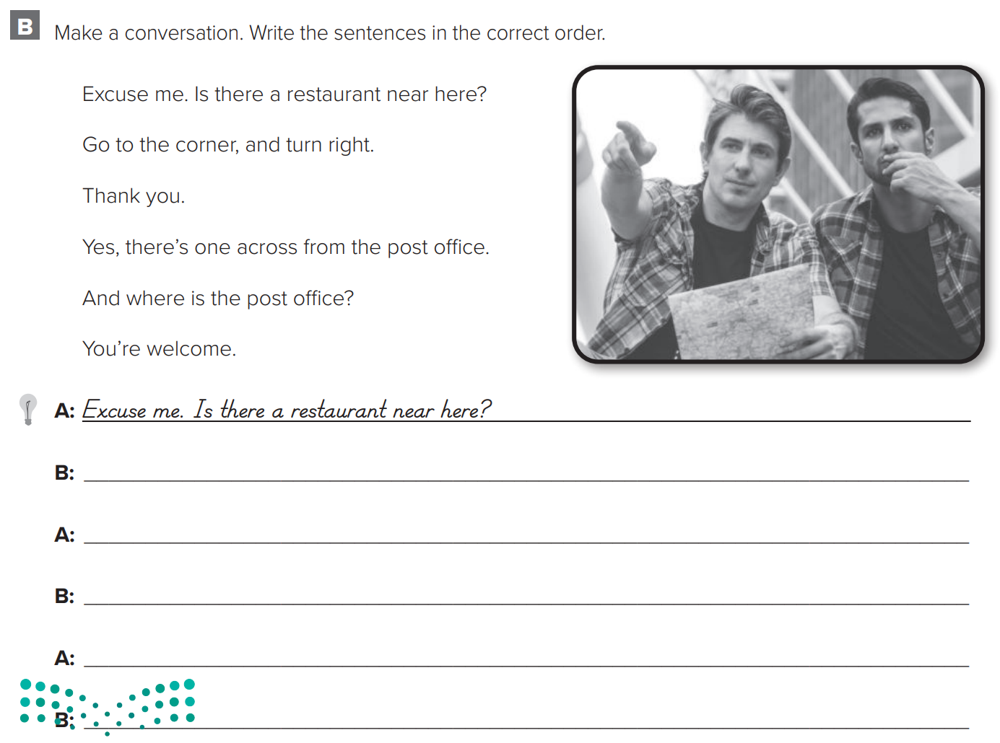 B Make a conversation. Write the sentences in the correct order.
Excuse me. Is there a restaurant near here?
Go to the corner, and turn right.
Thank you.
Yes, there's one across from the post office.
And where is the post office?
You're welcome.
A: Excuse me. Is there a restaurant near here?
B:
A:
B:
A:
B: